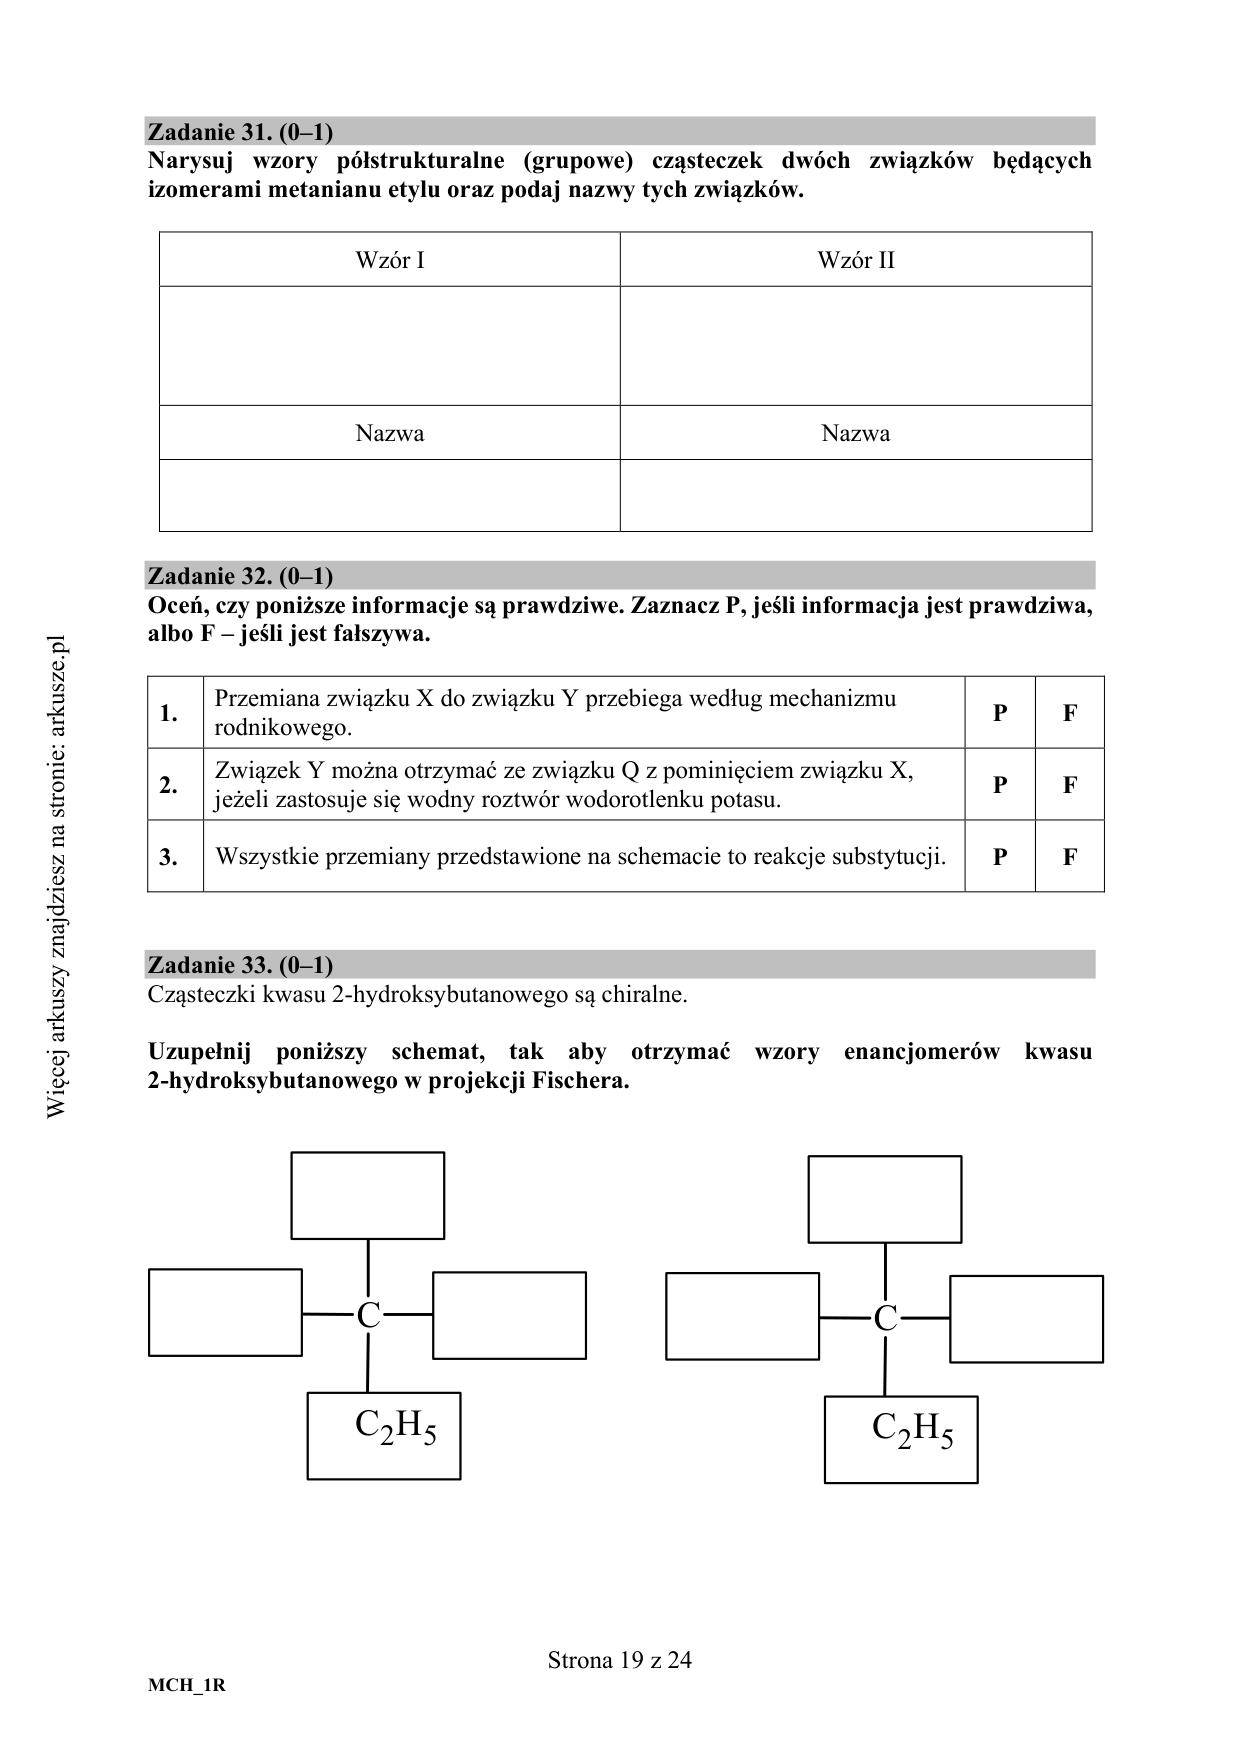 Zadanie 31. (0–1)
Narysuj wzory półstrukturalne (grupowe) cząsteczek dwóch związków będących
izomerami metanianu etylu oraz podaj nazwy tych związków.
Wzór I
Wzór II
Nazwa
Nazwa
Zadanie 32. (0–1)
Oceń, czy poniższe informacje są prawdziwe. Zaznacz P, jeśli informacja jest prawdziwa,
albo F – jeśli jest fałszywa.
1.
Przemiana związku X do związku Y przebiega według mechanizmu
rodnikowego.
P
F
2.
Związek Y można otrzymać ze związku Q z pominięciem związku X,
jeżeli zastosuje się wodny roztwór wodorotlenku potasu.
P
F
3.
Wszystkie przemiany przedstawione na schemacie to reakcje substytucji.
P
F
Zadanie 33. (0–1)
Cząsteczki kwasu 2-hydroksybutanowego są chiralne.
Uzupełnij poniższy schemat, tak aby otrzymać wzory enancjomerów kwasu
2-hydroksybutanowego w projekcji Fischera.
C
C₂H₅
C
C₂H₅
Strona 19 z 24
MCH_1R
Więcej arkuszy znajdziesz na stronie: arkusze.pl